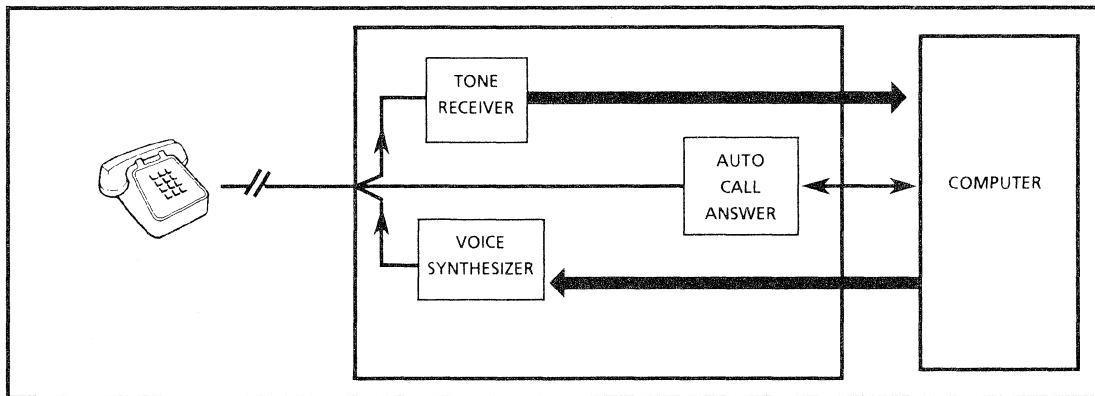 TONE
RECEIVER
AUTO
CALL
ANSWER
COMPUTER
VOICE
SYNTHESIZER